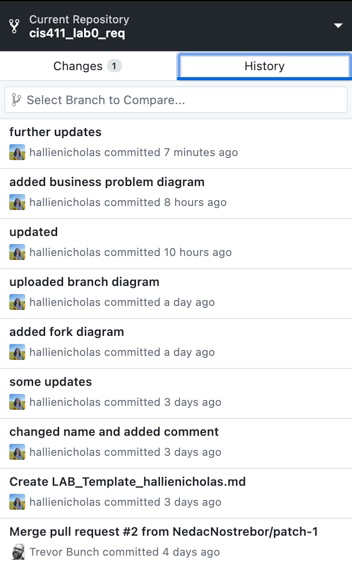 Current Repository
cis411_lab0_req
Changes 1
History
Select Branch to Compare...
further updates
hallienicholas committed 7 minutes ago
added business problem diagram
hallienicholas committed 8 hours ago
updated
hallienicholas committed 10 hours ago
uploaded branch diagram
hallienicholas committed a day ago
added fork diagram
hallienicholas committed a day ago
some updates
hallienicholas committed 3 days ago
changed name and added comment
hallienicholas committed 3 days ago
Create LAB_Template_hallienicholas.md
hallienicholas committed 3 days ago
Merge pull request #2 from NedacNostrebor/patch-1
Trevor Bunch committed 4 days ago